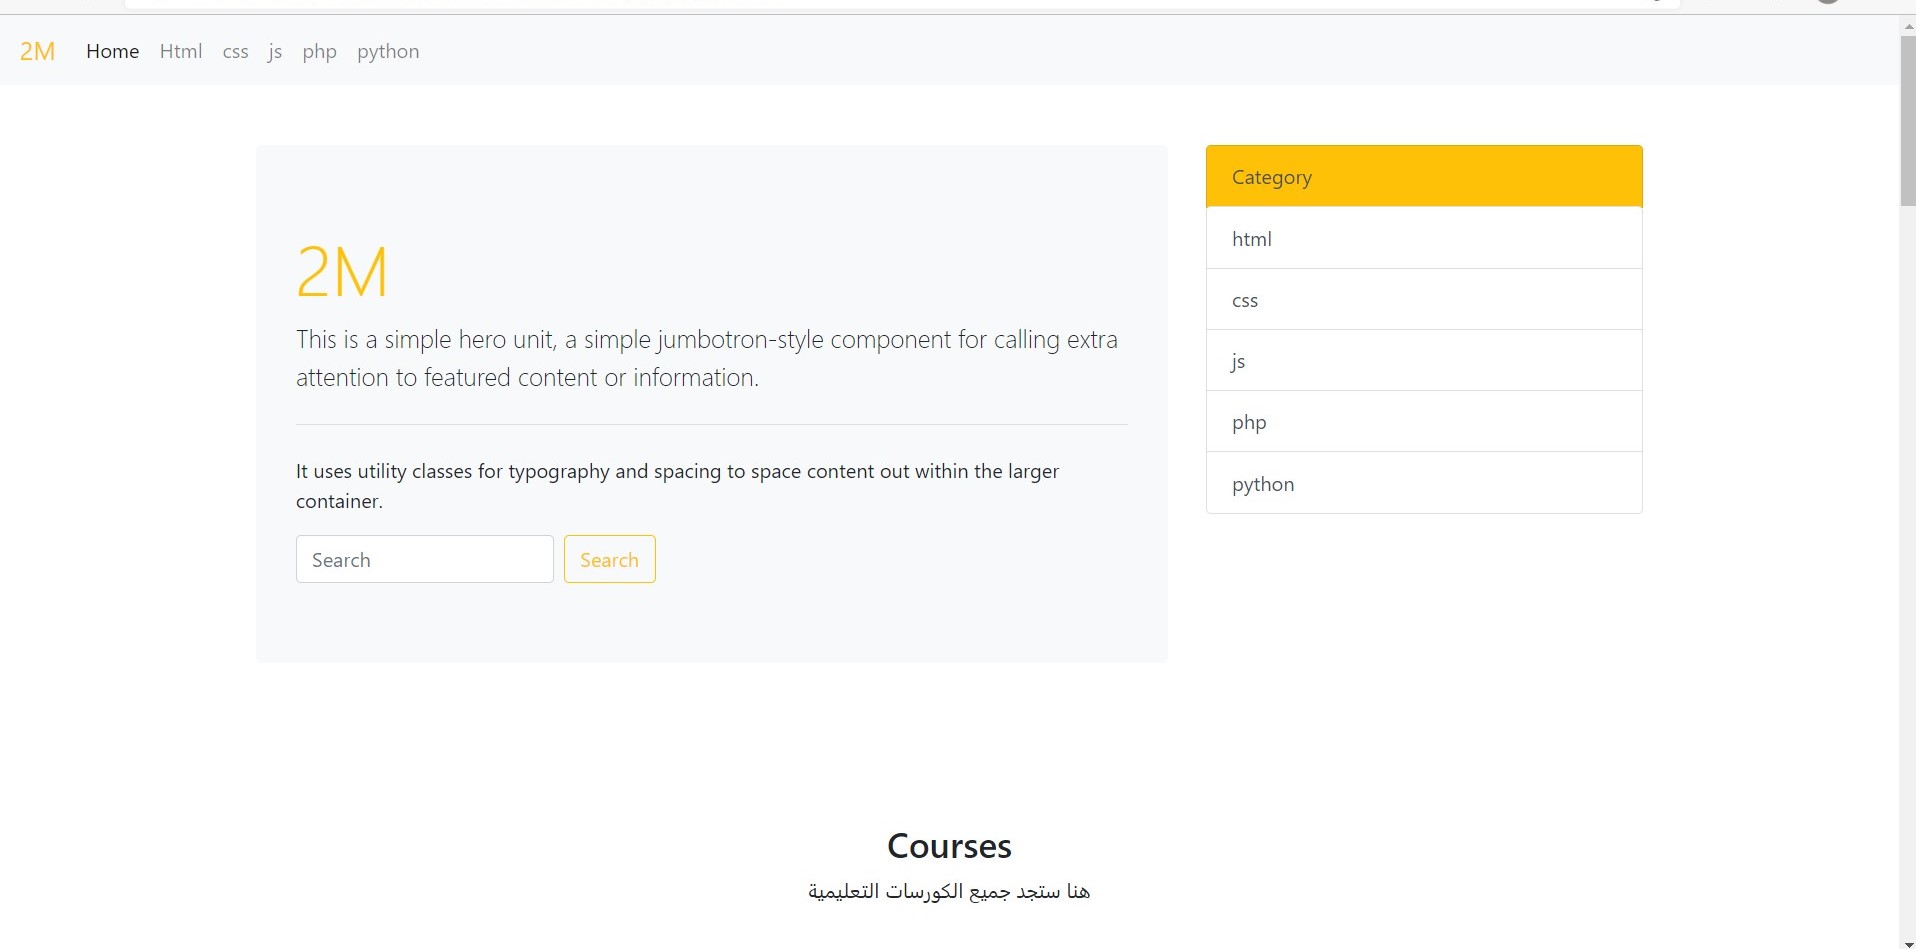 2M Home Html css js php python
2M
This is a simple hero unit, a simple jumbotron-style component for calling extra
attention to featured content or information.
It uses utility classes for typography and spacing to space content out within the larger
container.
Search Search
Category
html
css
js
php
python
Courses
هنا ستجد جميع الكورسات التعليمية